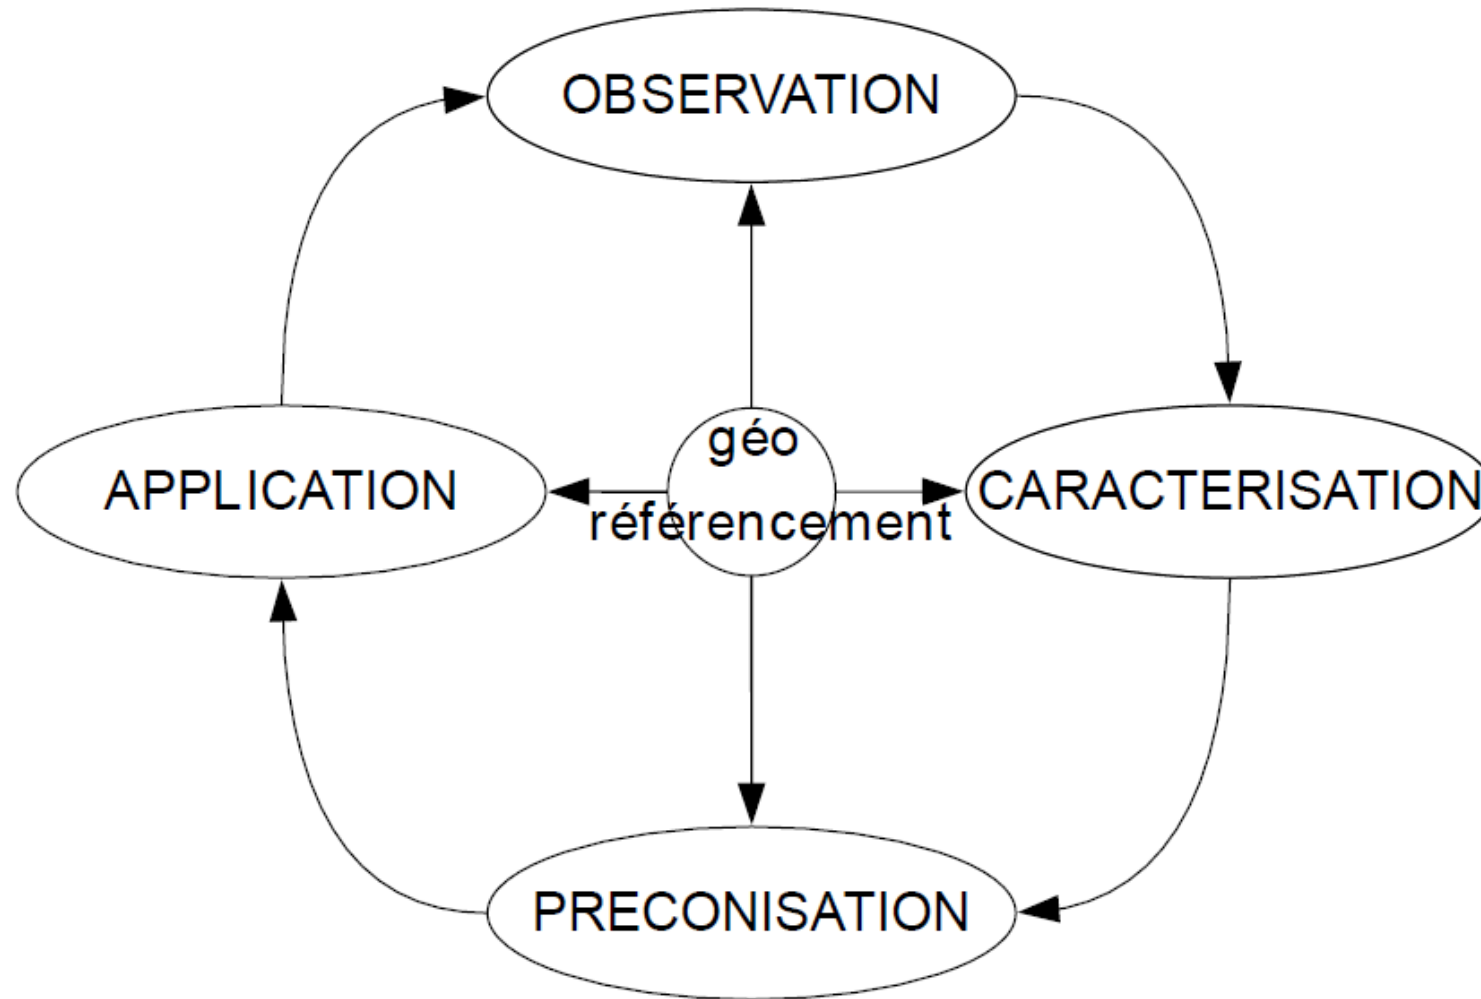 OBSERVATION
géo
APPLICATION
CARACTERISATION
référencement
PRECONISATION